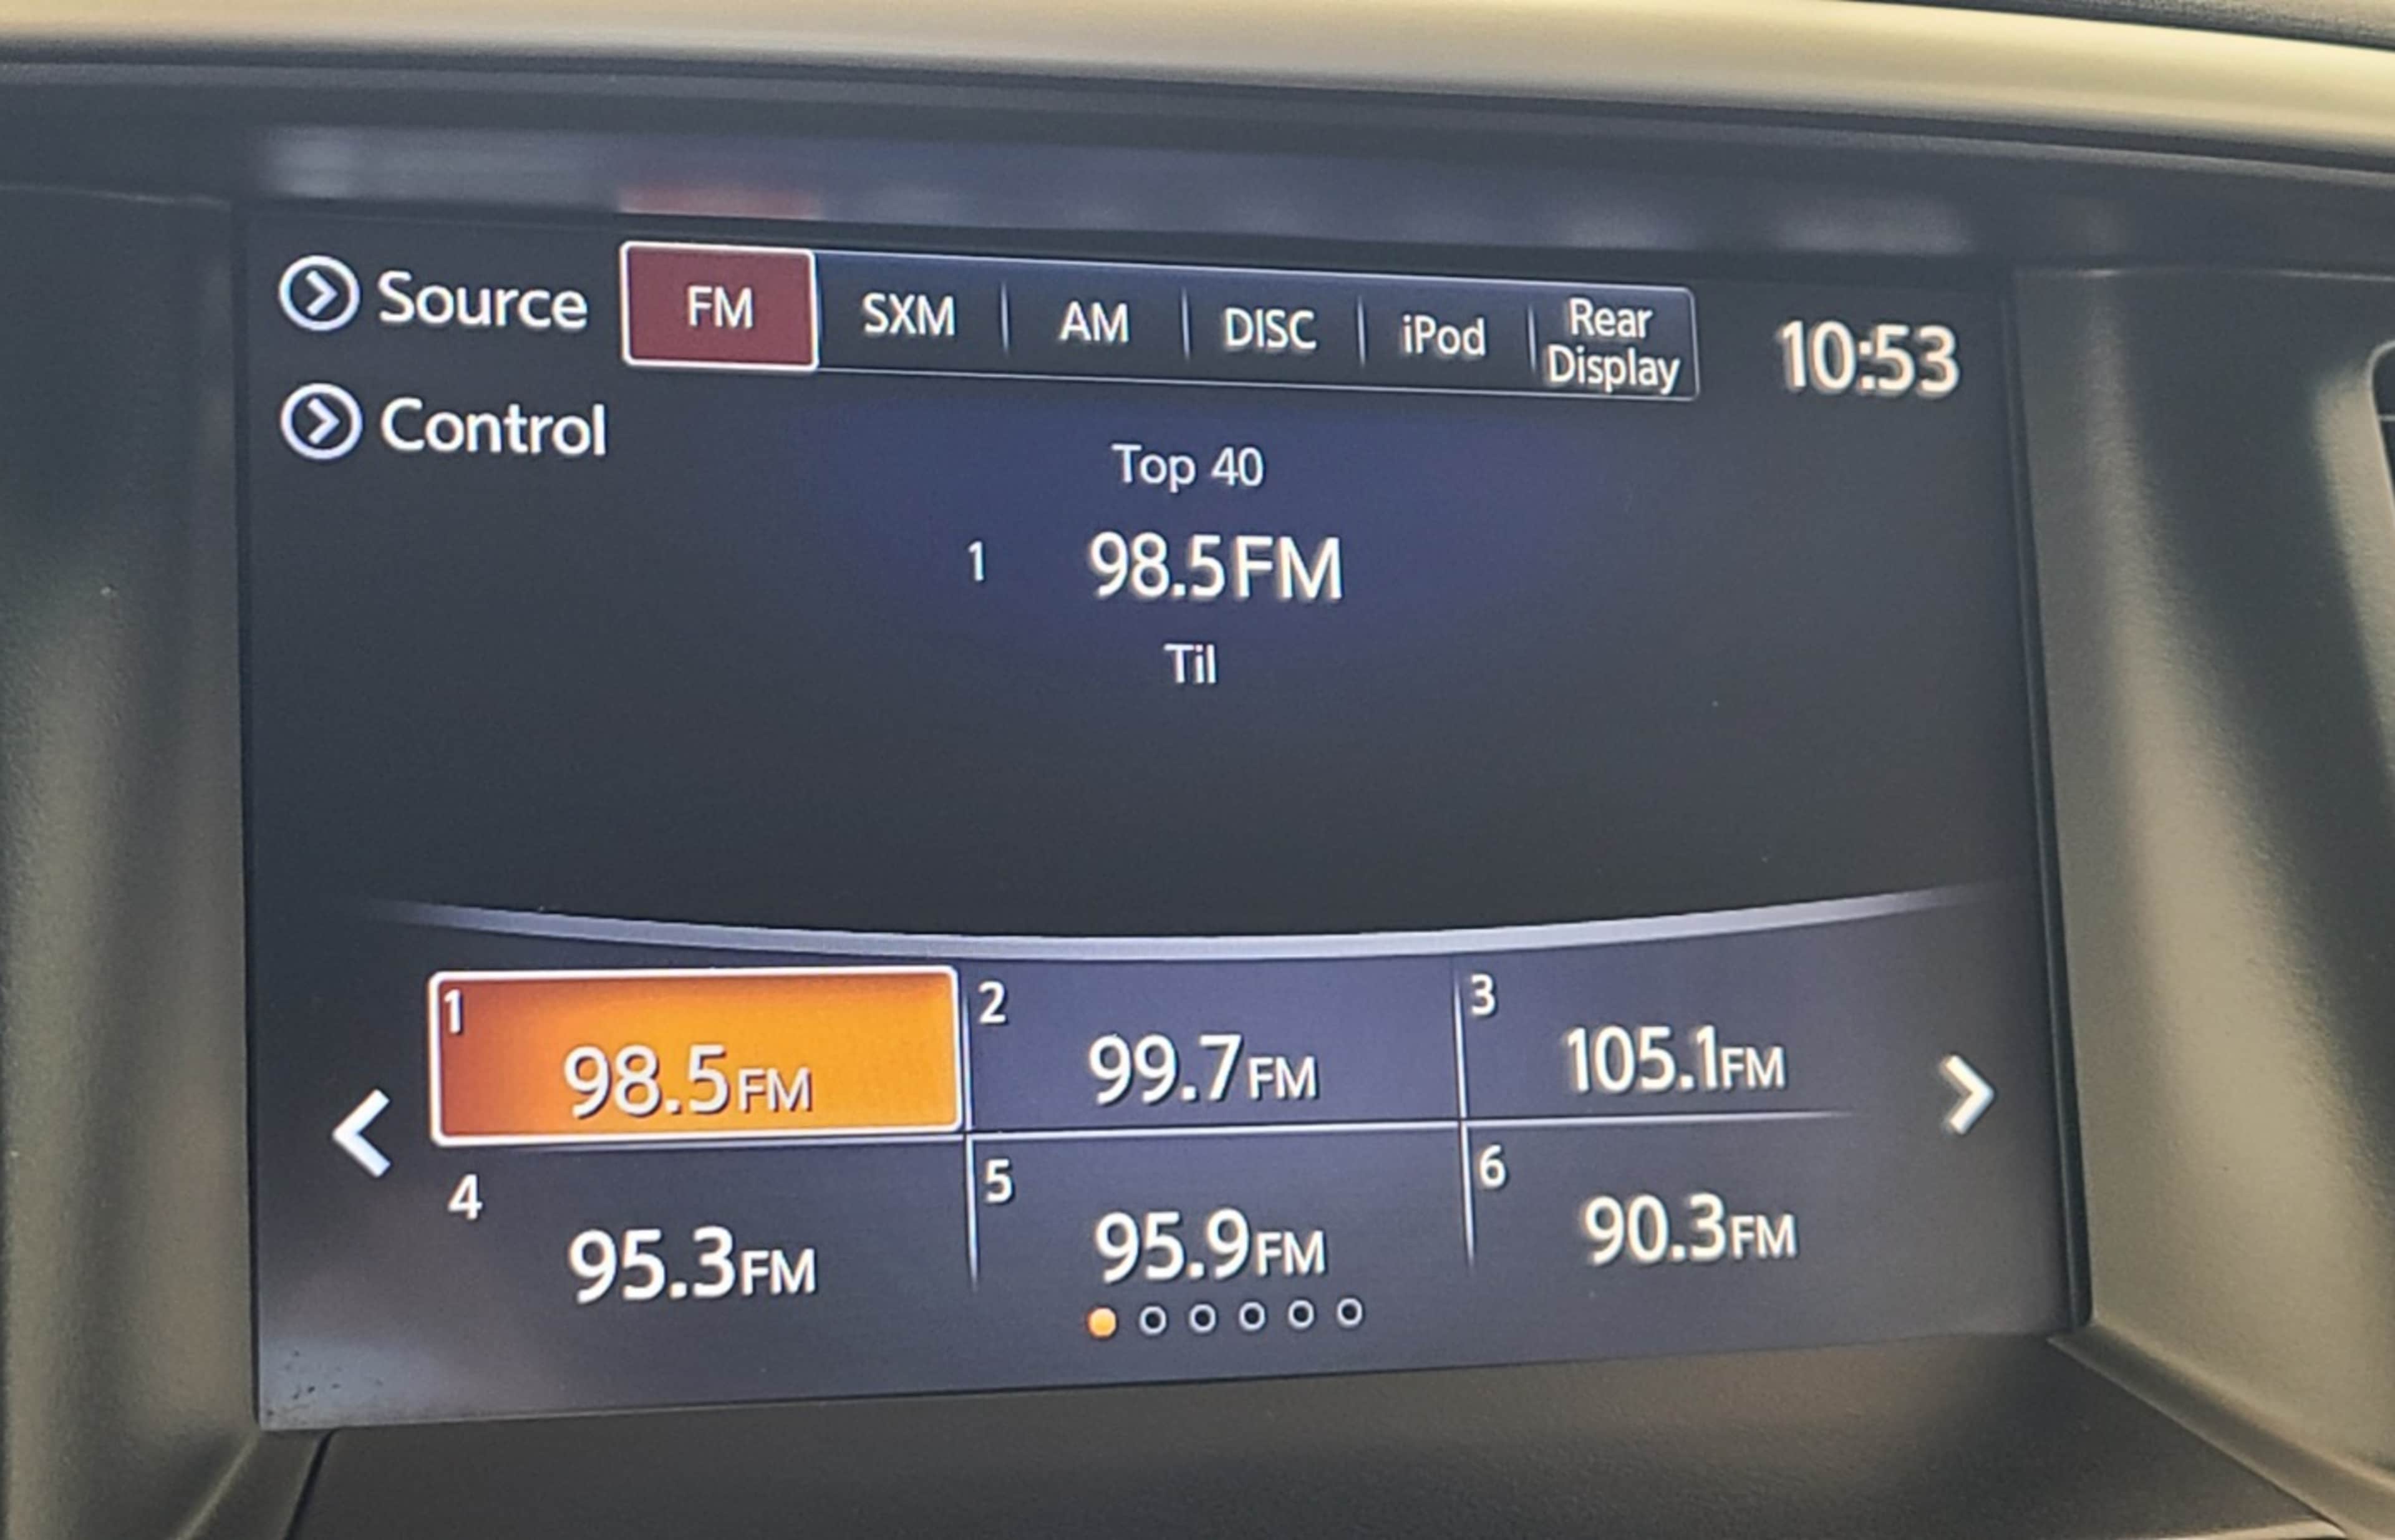 Source FM SXM AM DISC iPod Rear Display 10:53
Control
Top 40
1 98.5FM
Til
1 98.5FM 2 99.7FM 3 105.1FM
4 95.3FM 5 95.9FM 6 90.3FM